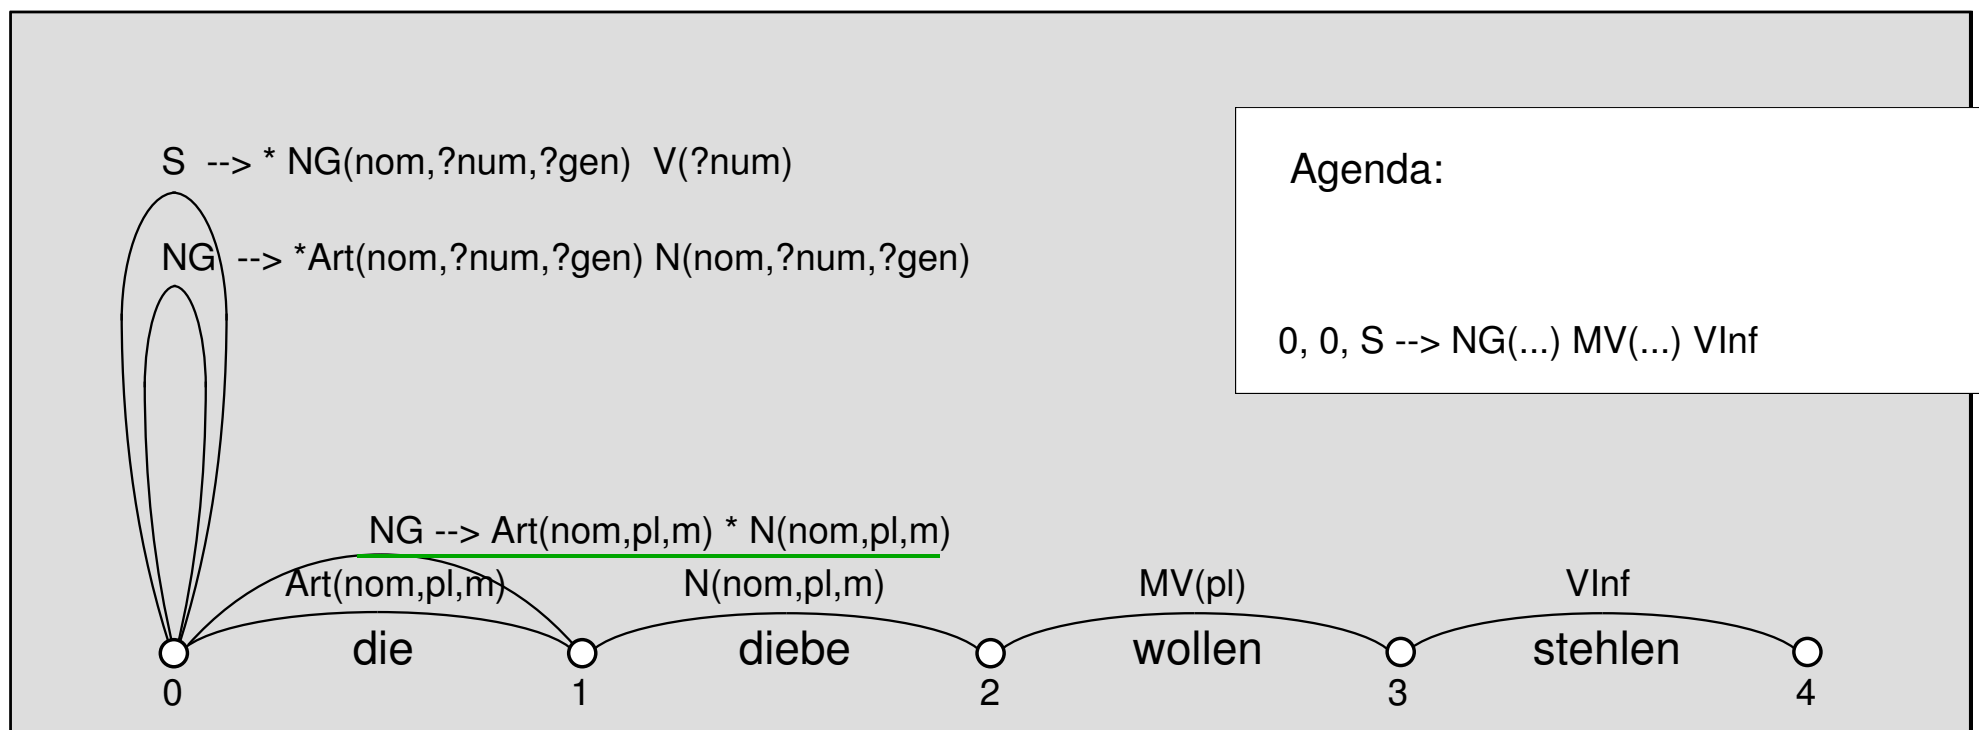 S --> * NG(nom,?num,?gen) V(?num)
Agenda:
NG --> *Art(nom,?num,?gen) N(nom,?num,?gen)
0, 0, S --> NG(...) MV(...) VInf
NG --> Art(nom,pl,m) * N(nom,pl,m)
Art(nom,pl,m) N(nom,pl,m) MV(pl) VInf
die diebe wollen stehlen
0 1 2 3 4